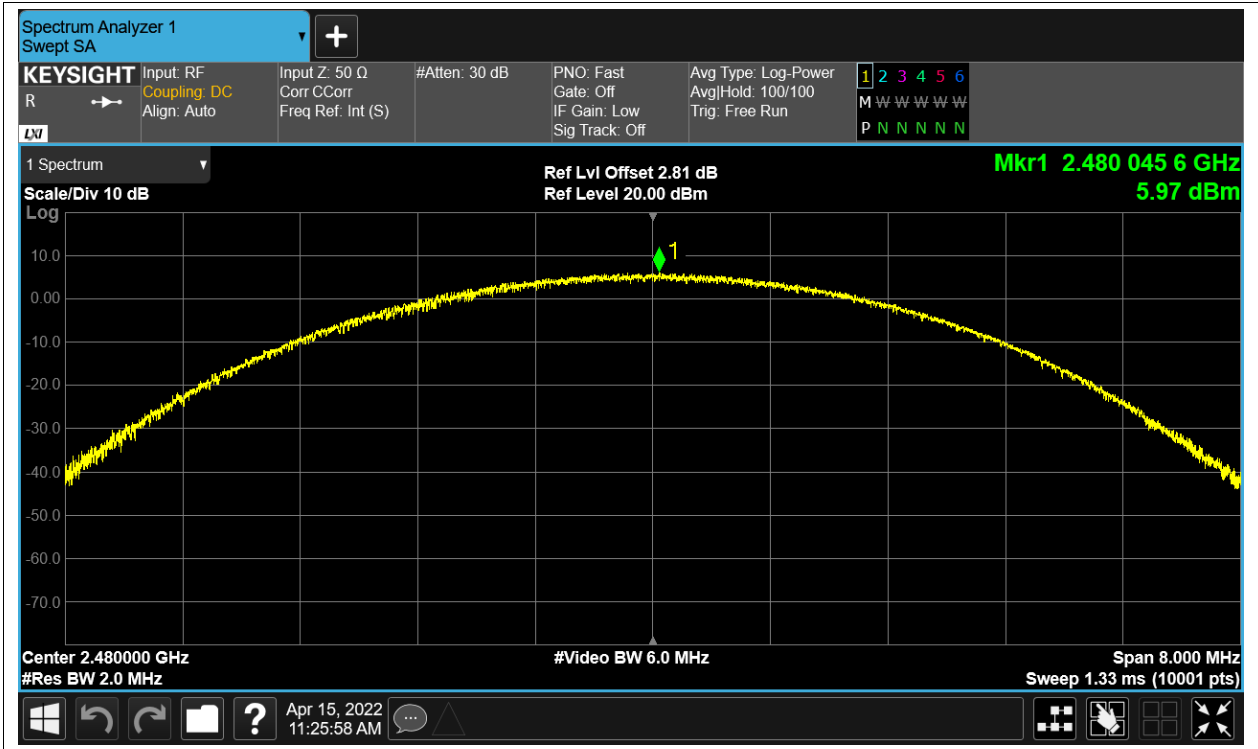 Spectrum Analyzer 1
Swept SA
KEYSIGHT
R
LXI
Input: RF
Coupling: DC
Align: Auto
Input Z: 50 Ω
Corr CCorr
Freq Ref: Int (S)
#Atten: 30 dB
PNO: Fast
Gate: Off
IF Gain: Low
Sig Track: Off
Avg Type: Log-Power
Avg|Hold: 100/100
Trig: Free Run
1 2 3 4 5 6
M W W W W W
P N N N N N
1 Spectrum
Scale/Div 10 dB
Log
Ref Lvl Offset 2.81 dB
Ref Level 20.00 dBm
Mkr1 2.480 045 6 GHz
5.97 dBm
1
10.0
0.00
-10.0
-20.0
-30.0
-40.0
-50.0
-60.0
-70.0
Center 2.480000 GHz
#Video BW 6.0 MHz
Span 8.000 MHz
#Res BW 2.0 MHz
Sweep 1.33 ms (10001 pts)
?
Apr 15, 2022
11:25:58 AM